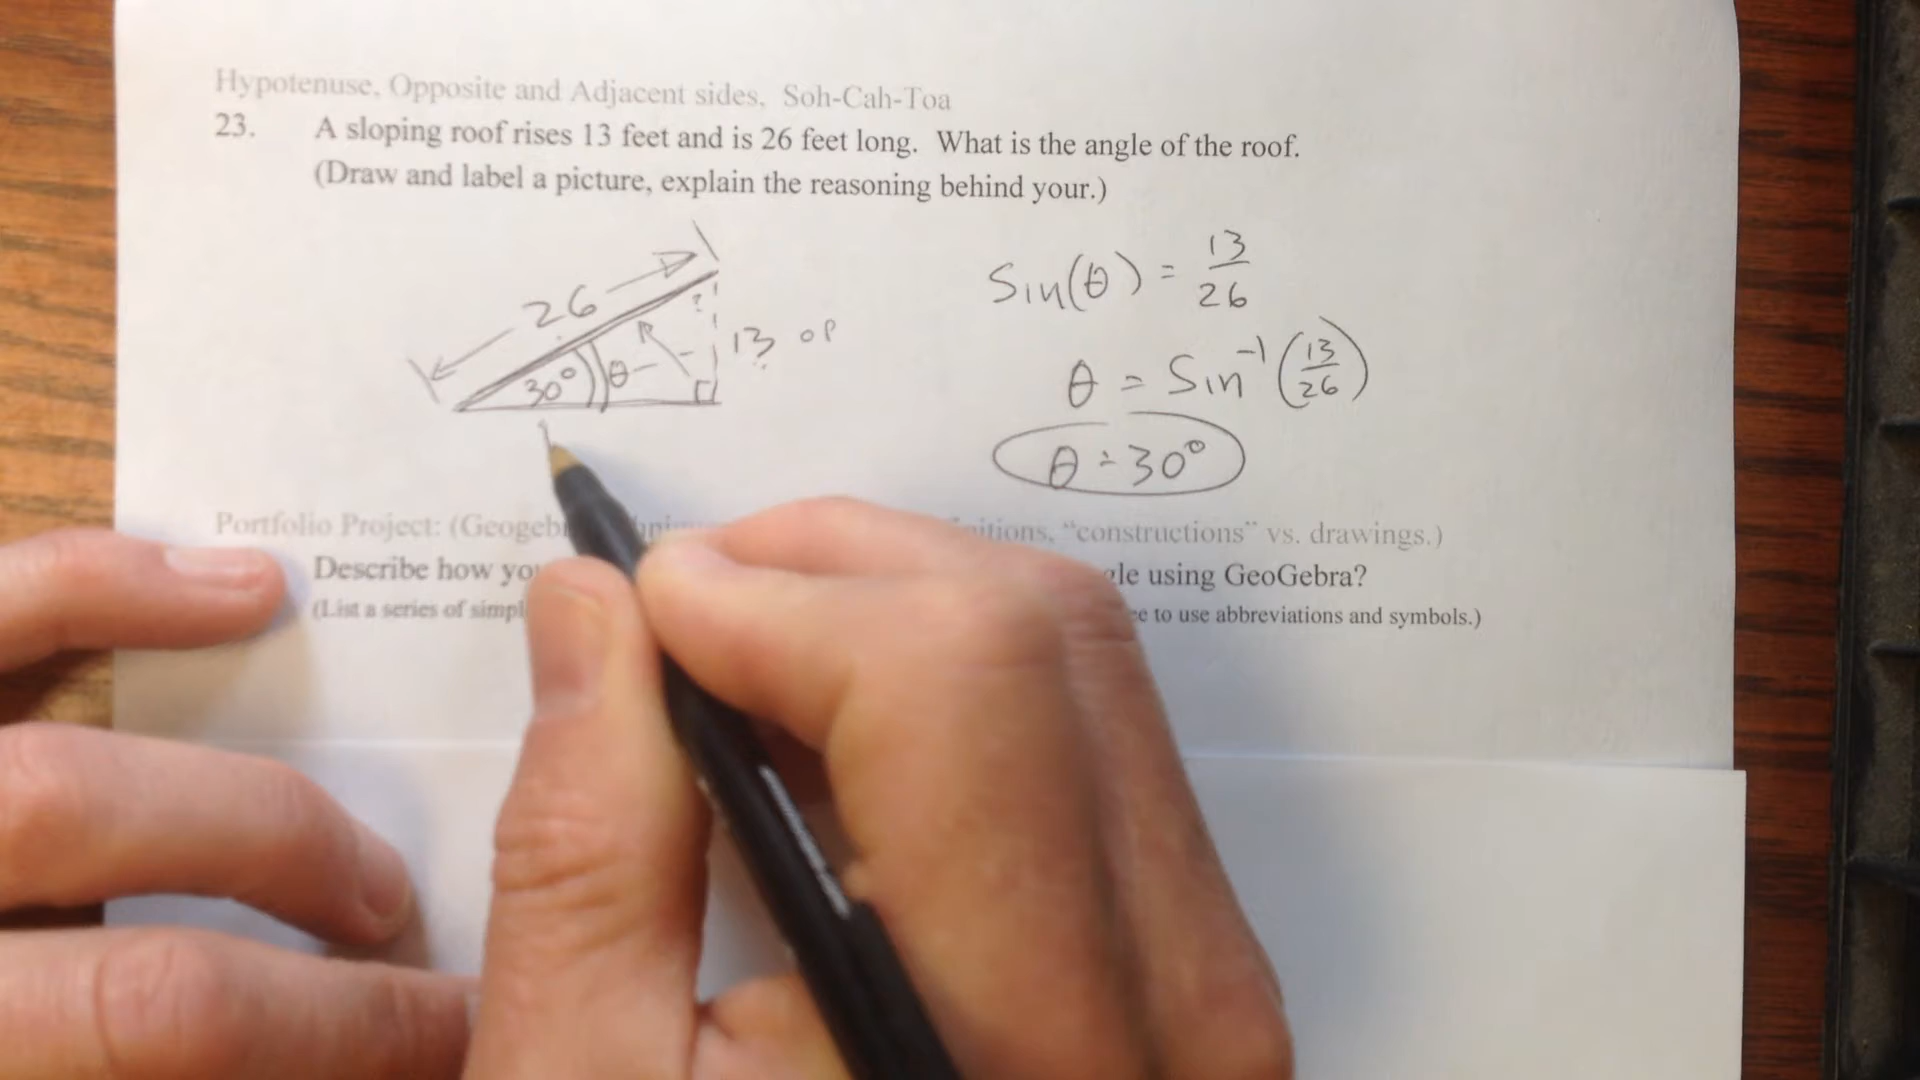 Hypotenuse, Opposite and Adjacent sides, Soh-Cah-Toa
23. A sloping roof rises 13 feet and is 26 feet long. What is the angle of the roof.
(Draw and label a picture, explain the reasoning behind your.)
26
?
13 op
30° θ
Sin(θ) = 13/26
θ = Sin⁻¹(13/26)
θ = 30°
Portfolio Project: (Geogeb "constructions" vs. drawings.)
Describe how using GeoGebra?
(List a series of to use abbreviations and symbols.)